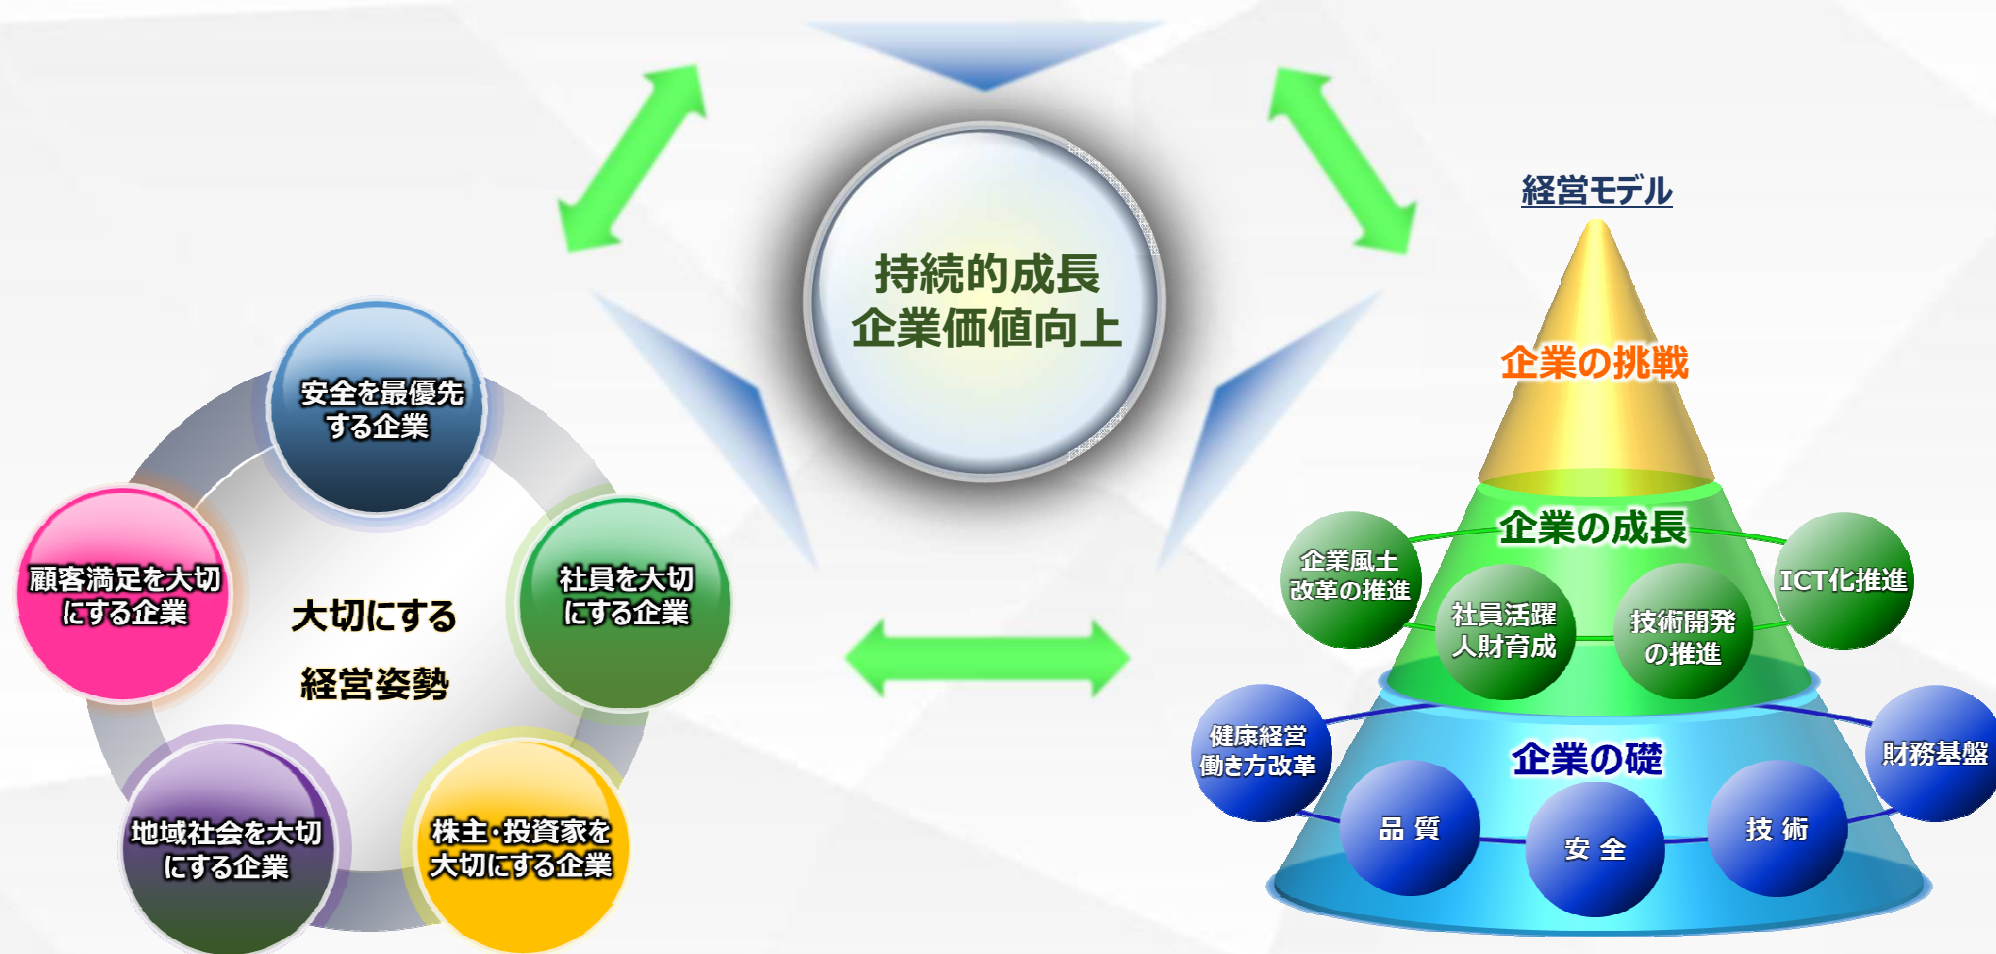 持続的成長
企業価値向上
安全を最優先
する企業
顧客満足を大切
にする企業
社員を大切
にする企業
大切にする
経営姿勢
地域社会を大切
にする企業
株主・投資家を
大切にする企業
経営モデル
企業の挑戦
企業の成長
企業風土
改革の推進
社員活躍
人財育成
技術開発
の推進
ICT化推進
企業の礎
健康経営
働き方改革
品 質
安 全
技 術
財務基盤